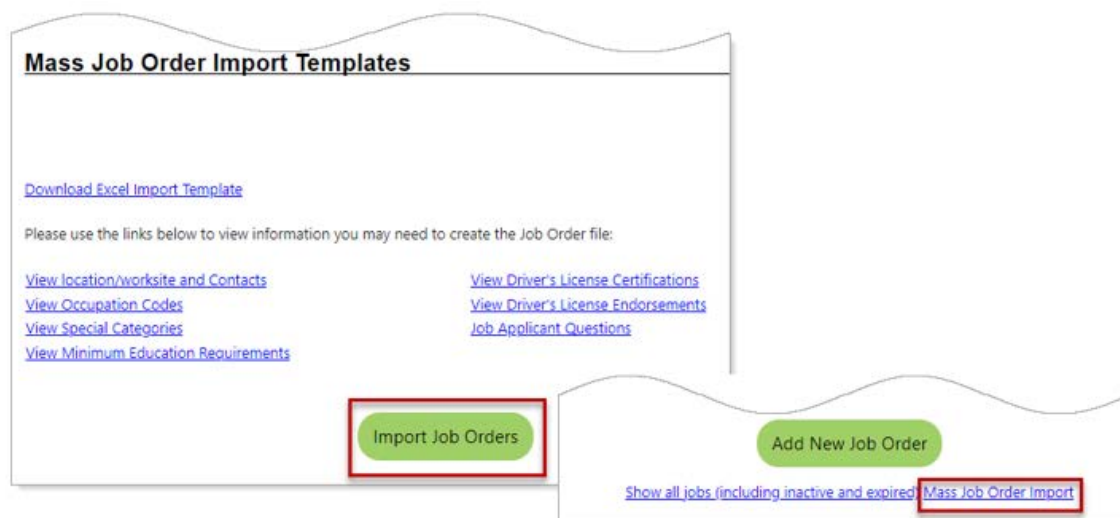 Mass Job Order Import Templates
Download Excel Import Template
Please use the links below to view information you may need to create the Job Order file:
View location/worksite and Contacts
View Occupation Codes
View Special Categories
View Minimum Education Requirements
View Driver's License Certifications
View Driver's License Endorsements
Job Applicant Questions
Import Job Orders
Add New Job Order
Show all jobs (including inactive and expired) Mass Job Order Import